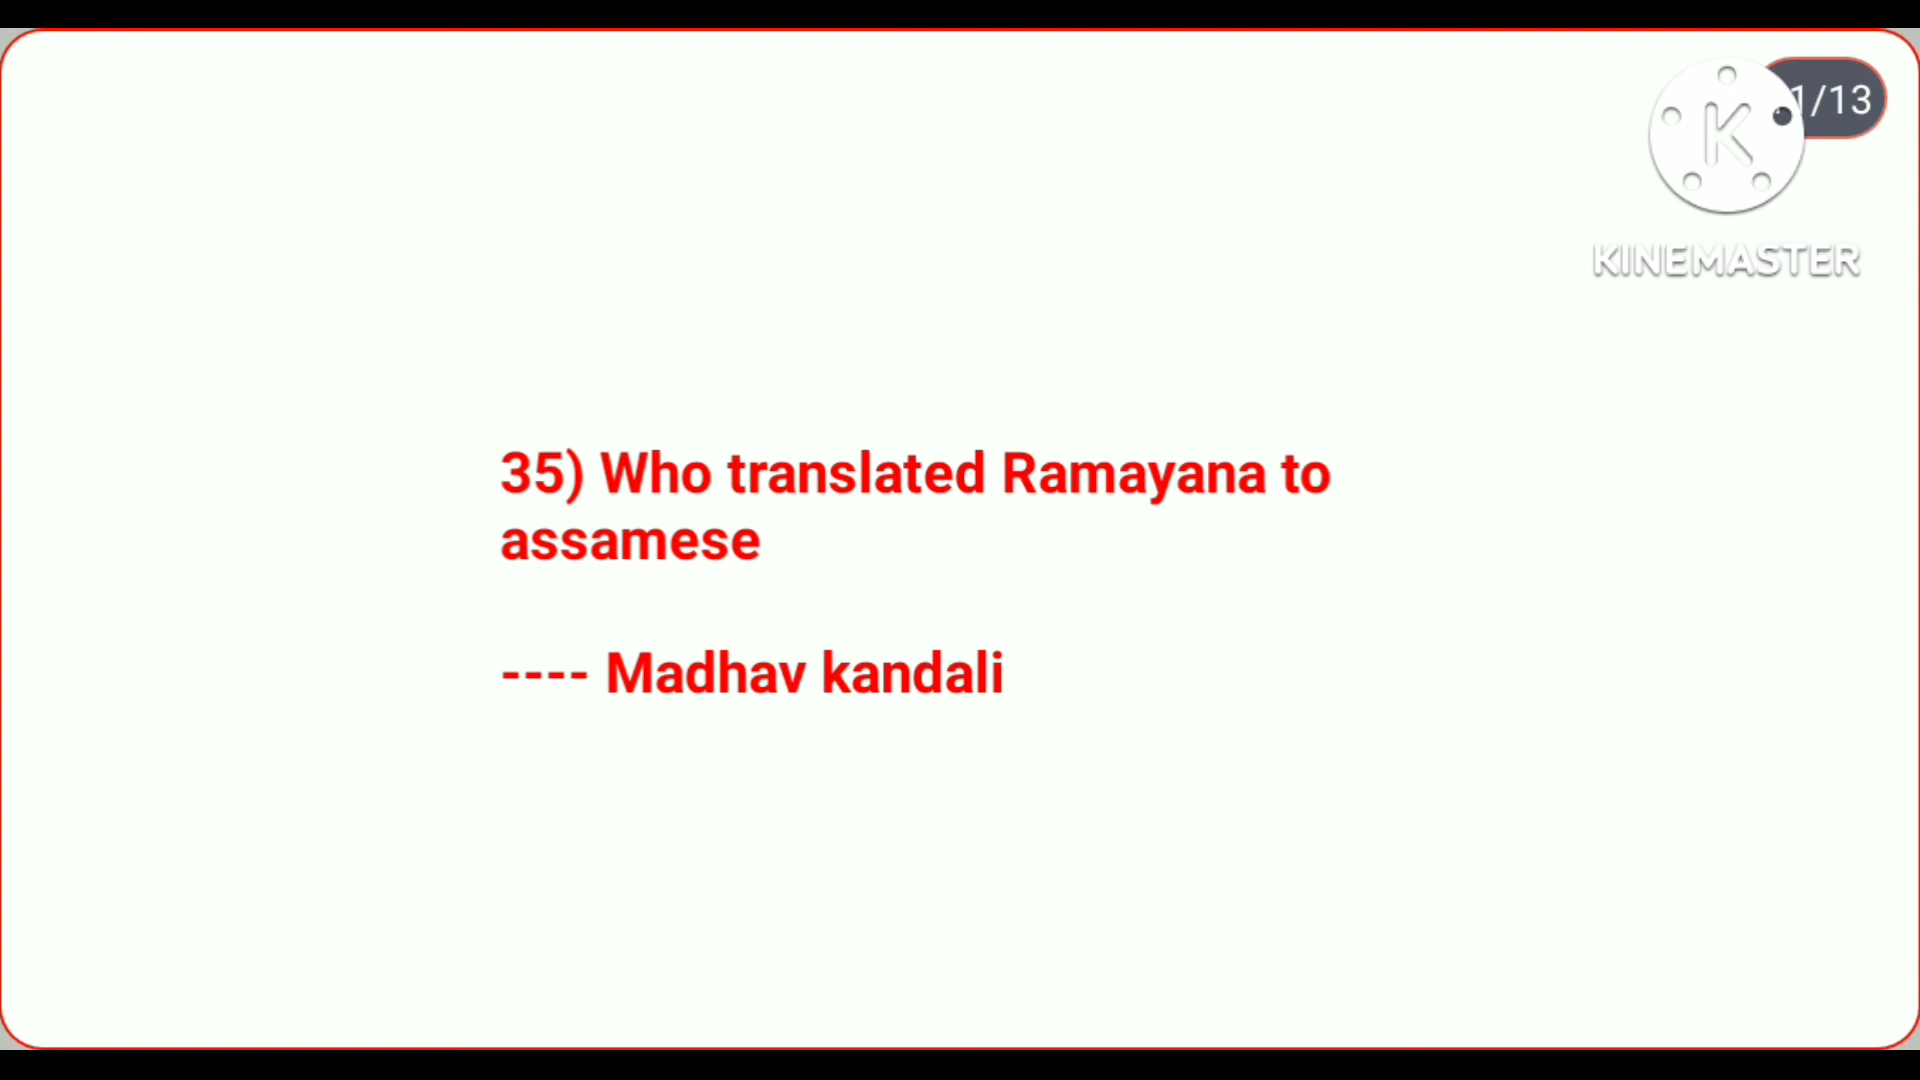 1/13
K
KINEMASTER
35) Who translated Ramayana to
assamese
---- Madhav kandali